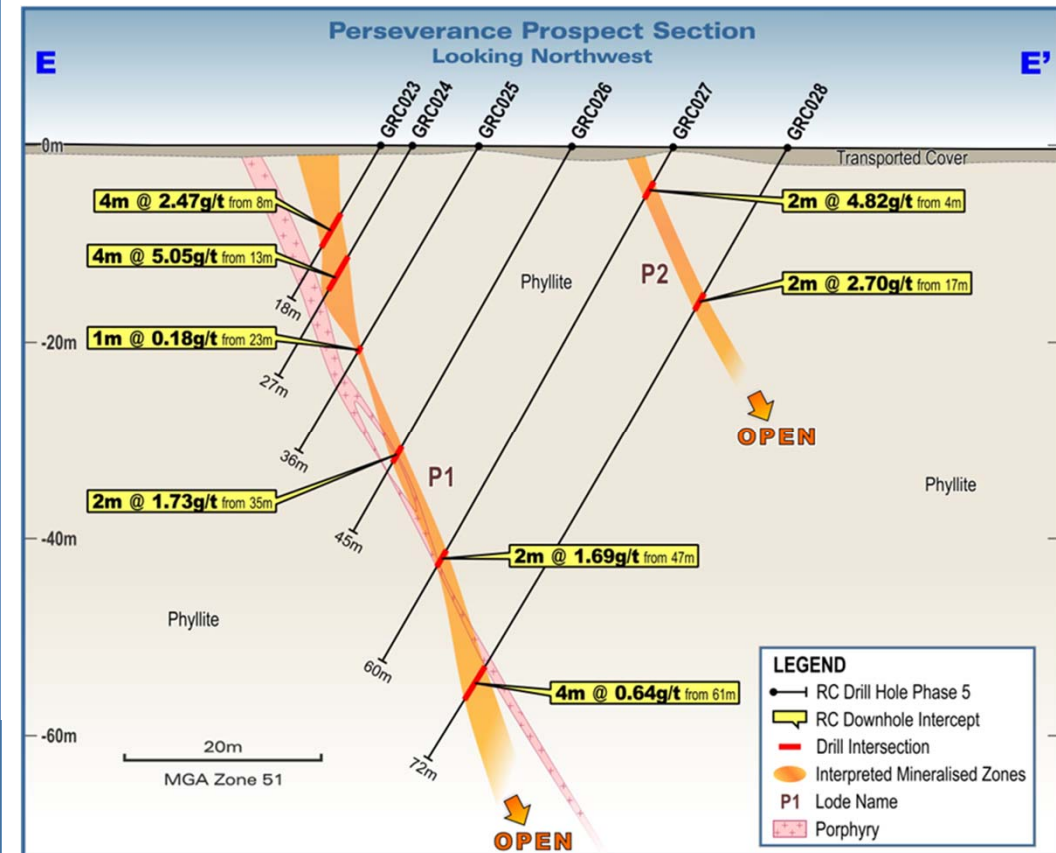 Perseverance Prospect Section
Looking Northwest
E
E'
GRC023
GRC024
GRC025
GRC026
GRC027
GRC028
0m
Transported Cover
4m @ 2.47g/t from 8m
2m @ 4.82g/t from 4m
4m @ 5.05g/t from 13m
Phyllite
P2
2m @ 2.70g/t from 17m
18m
1m @ 0.18g/t from 23m
-20m
27m
OPEN
36m
P1
Phyllite
2m @ 1.73g/t from 35m
45m
-40m
2m @ 1.69g/t from 47m
Phyllite
60m
4m @ 0.64g/t from 61m
-60m
20m
MGA Zone 51
72m
OPEN
LEGEND
RC Drill Hole Phase 5
RC Downhole Intercept
Drill Intersection
Interpreted Mineralised Zones
P1 Lode Name
Porphyry